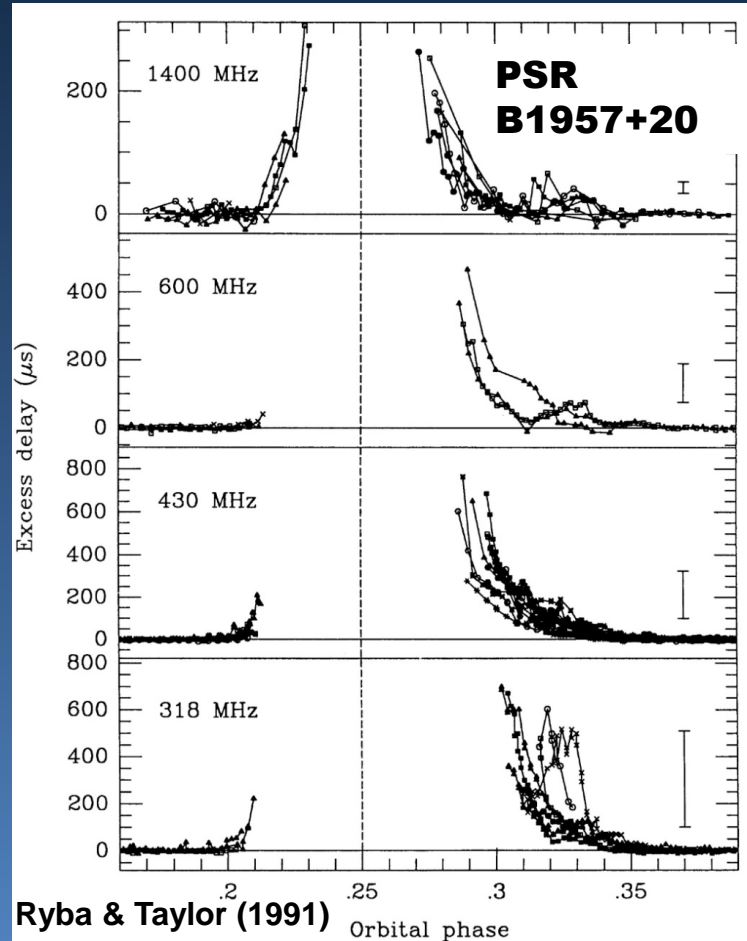 PSR
B1957+20
1400 MHz
200
0
600 MHz
400
200
0
430 MHz
800
600
400
200
0
318 MHz
800
600
400
200
0
Excess delay (μs)
.2
.25
.3
.35
Orbital phase
Ryba & Taylor (1991)